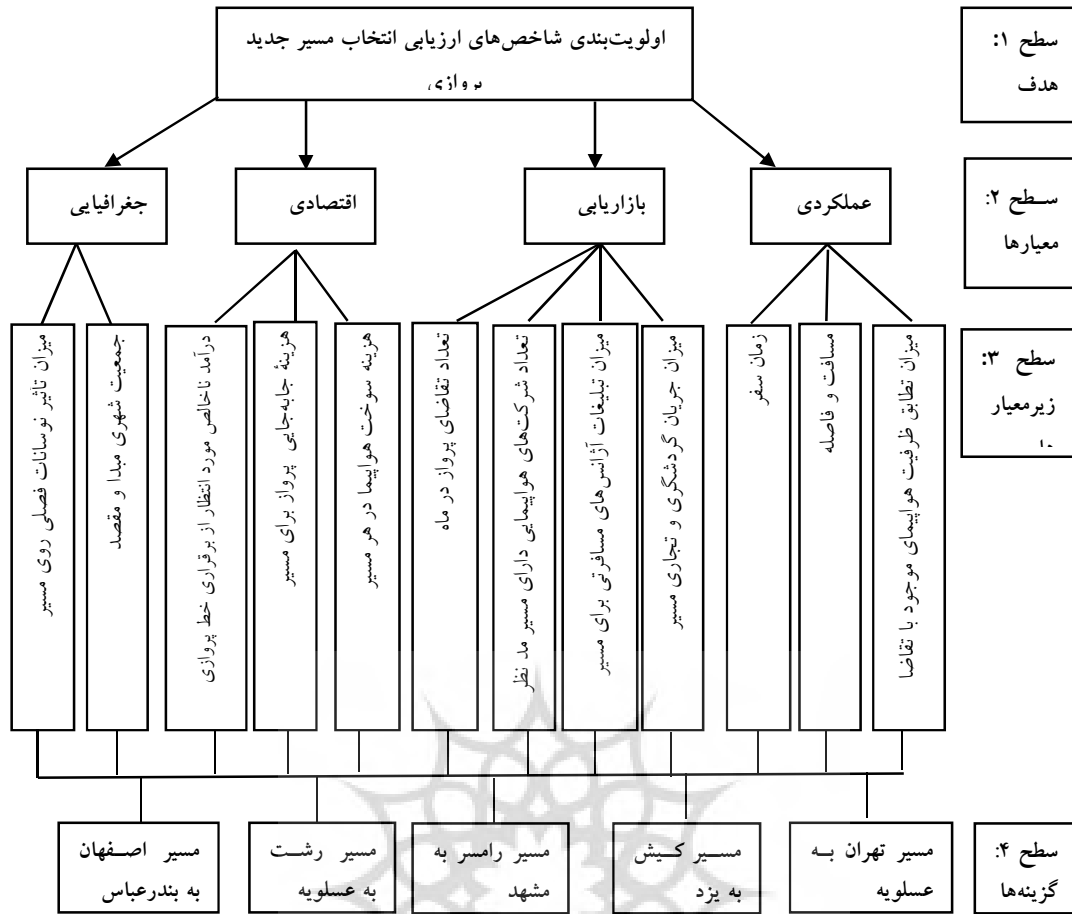 اولویت‌بندی شاخص‌های ارزیابی انتخاب مسیر جدید
پروازی
سطح ۱:
هدف
عملکردی
بازاریابی
اقتصادی
جغرافیایی
سطح ۲:
معیارها
میزان تطابق ظرفیت هواپیمای موجود با تقاضا
مسافت و فاصله
زمان سفر
میزان جریان گردشگری و تجاری مسیر
میزان تبلیغات آژانس‌های مسافرتی برای مسیر
تعداد شرکت‌های هواپیمایی دارای مسیر مد نظر
تعداد تقاضای پرواز در ماه
هزینه سوخت هواپیما در هر مسیر
هزینهٔ جابه‌جایی پرواز برای مسیر
درآمد ناخالص مورد انتظار از برقراری خط پروازی
جمعیت شهری مبدا و مقصد
میزان تاثیر نوسانات فصلی روی مسیر
سطح ۳:
زیرمعیار
ها
مسیر تهران به
عسلویه
مسیر کیش
به یزد
مسیر رامسر به
مشهد
مسیر رشت
به عسلویه
مسیر اصفهان
به بندرعباس
سطح ۴:
گزینه‌ها